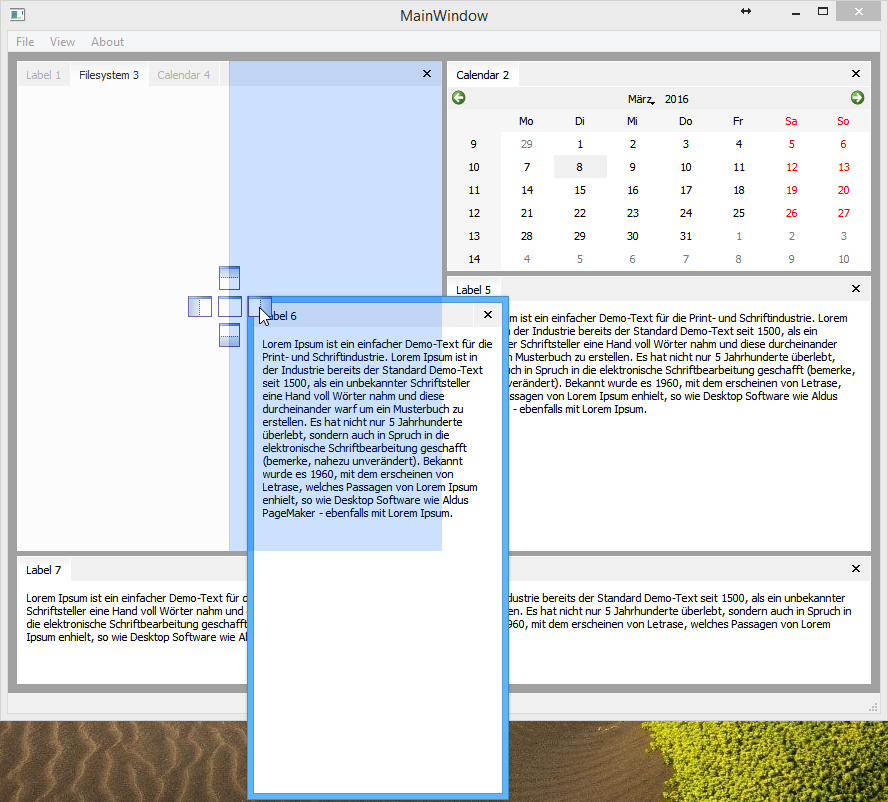 MainWindow
File View About
Label 1 Filesystem 3 Calendar 4
Calendar 2
März, 2016
Mo Di Mi Do Fr Sa So
9 29 1 2 3 4 5 6
10 7 8 9 10 11 12 13
11 14 15 16 17 18 19 20
12 21 22 23 24 25 26 27
13 28 29 30 31 1 2 3
14 4 5 6 7 8 9 10
Label 5
ist ein einfacher Demo-Text für die Print- und Schriftindustrie. Lorem
der Industrie bereits der Standard Demo-Text seit 1500, als ein
Schriftsteller eine Hand voll Wörter nahm und diese durcheinander
Musterbuch zu erstellen. Es hat nicht nur 5 Jahrhunderte überlebt,
in Spruch in die elektronische Schriftbearbeitung geschafft (bemerke,
Bekannt wurde es 1960, mit dem erscheinen von Letrase,
von Lorem Ipsum enhielt, so wie Desktop Software wie Aldus
- ebenfalls mit Lorem Ipsum.
Label 6
Lorem Ipsum ist ein einfacher Demo-Text für die
Print- und Schriftindustrie. Lorem Ipsum ist in
der Industrie bereits der Standard Demo-Text
seit 1500, als ein unbekannter Schriftsteller
eine Hand voll Wörter nahm und diese
durcheinander warf um ein Musterbuch zu
erstellen. Es hat nicht nur 5 Jahrhunderte
überlebt, sondern auch in Spruch in die
elektronische Schriftbearbeitung geschafft
(bemerke, nahezu unverändert). Bekannt
wurde es 1960, mit dem erscheinen von
Letrase, welches Passagen von Lorem Ipsum
enhielt, so wie Desktop Software wie Aldus
PageMaker - ebenfalls mit Lorem Ipsum.
Label 7
Lorem Ipsum ist ein einfacher Demo-Text für bereits der Standard Demo-Text seit 1500, als ein unbekannter
Schriftsteller eine Hand voll Wörter nahm und Es hat nicht nur 5 Jahrhunderte überlebt, sondern auch in Spruch in
die elektronische Schriftbearbeitung geschafft 1960, mit dem erscheinen von Letrase, welches Passagen von Lorem
Ipsum enhielt, so wie Desktop Software wie